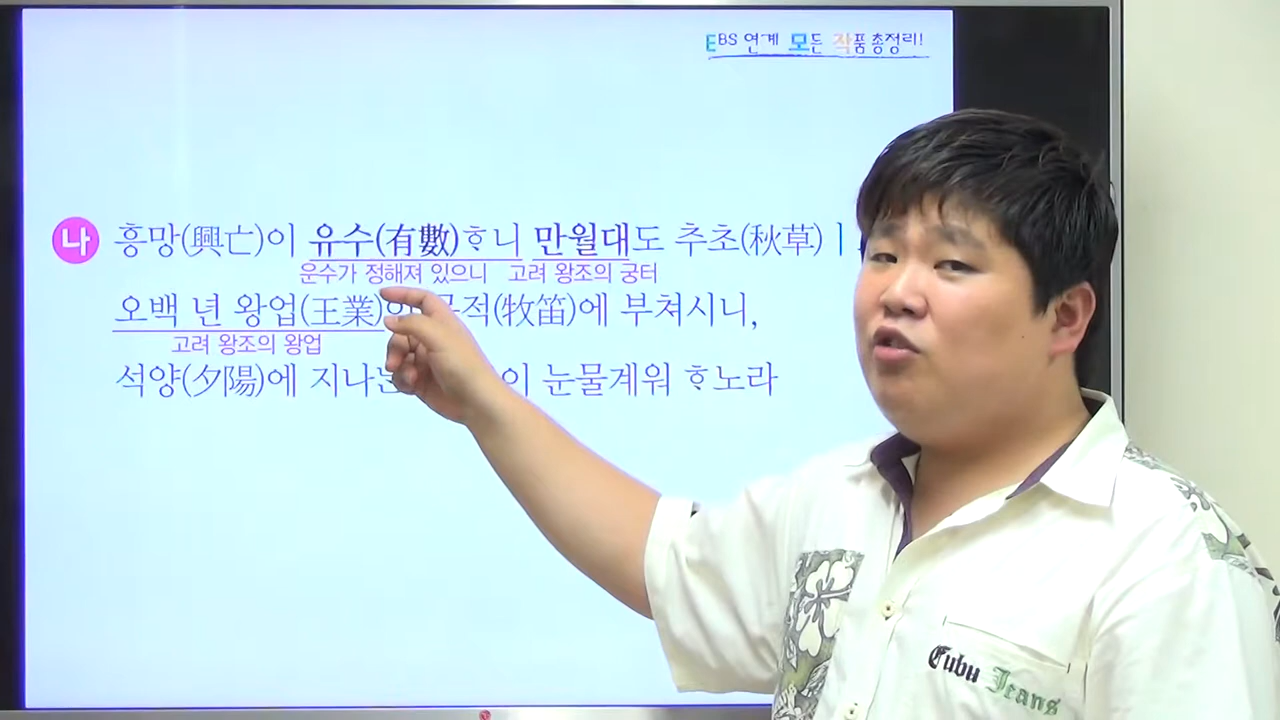 EBS 연계 모든 작품 총정리!
나 흥망(興亡)이 유수(有數)ᄒᆞ니 만월대도 추초(秋草)ㅣ
운수가 정해져 있으니 고려 왕조의 궁터
오백 년 왕업(王業)이 목적(牧笛)에 부쳐시니,
고려 왕조의 왕업
석양(夕陽)에 지나는 이 눈물계워 ᄒᆞ노라
Cubu Jeans